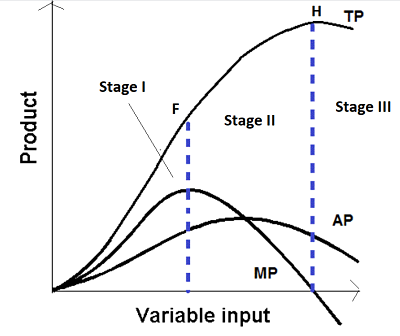 H
TP
Stage I
F
Stage II
Stage III
Product
AP
MP
Variable input